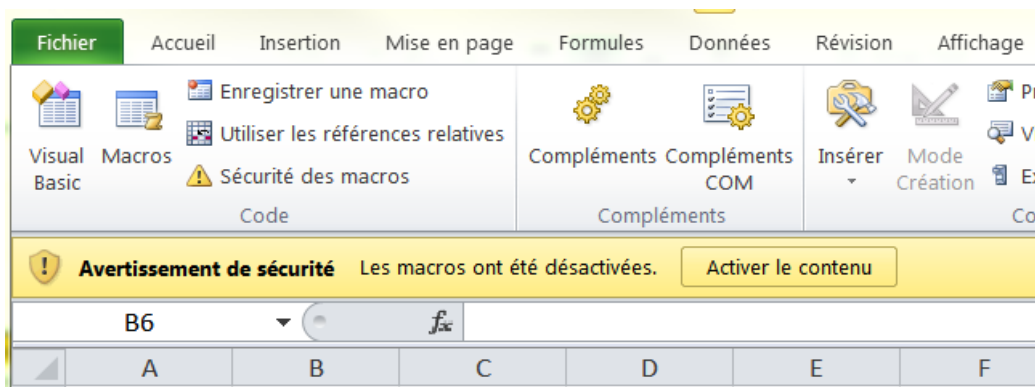 Fichier Accueil Insertion Mise en page Formules Données Révision Affichage
Enregistrer une macro
Utiliser les références relatives
Sécurité des macros
Visual Basic
Macros
Code
Compléments
Compléments COM
Compléments
Insérer
Mode Création
Avertissement de sécurité Les macros ont été désactivées. Activer le contenu
B6 fx
A B C D E F